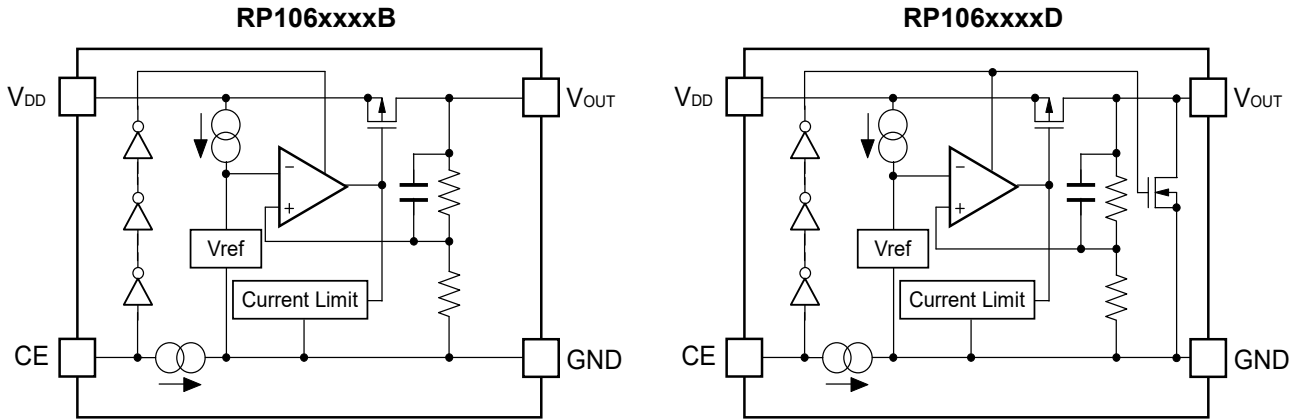 RP106xxxxB
VDD
VOUT
−
+
Vref
Current Limit
CE
GND
RP106xxxxD
VDD
VOUT
−
+
Vref
Current Limit
CE
GND